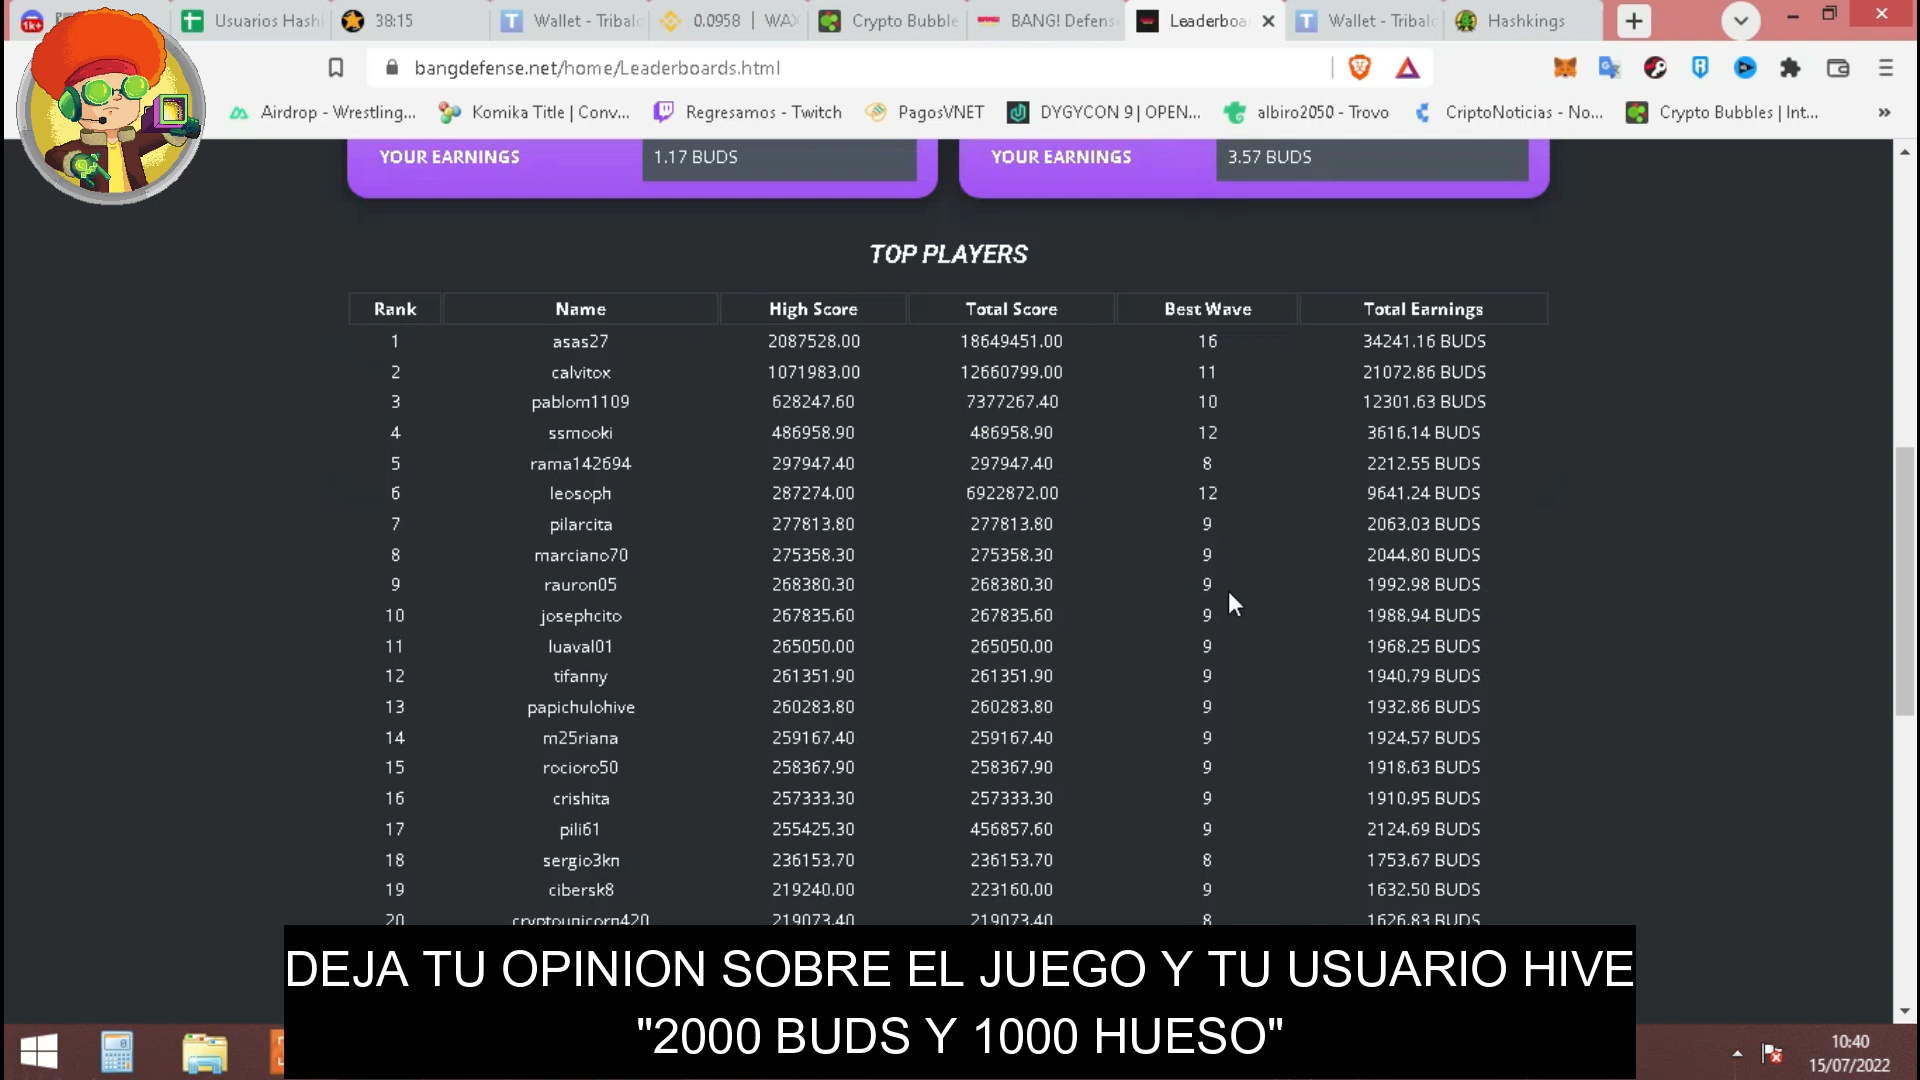 1k+
Usuarios Hashl
38:15
Wallet - Tribal
0.0958 | WAX
Crypto Bubble
BANG! Defens
Leaderboa
Wallet - Tribal
Hashkings
bangdefense.net/home/Leaderboards.html
Airdrop - Wrestling...
Komika Title | Conv...
Regresamos - Twitch
PagosVNET
DYGYCON 9 | OPEN...
albiro2050 - Trovo
CriptoNoticias - No...
Crypto Bubbles | Int...
YOUR EARNINGS 1.17 BUDS YOUR EARNINGS 3.57 BUDS
TOP PLAYERS
Rank Name High Score Total Score Best Wave Total Earnings
1 asas27 2087528.00 18649451.00 16 34241.16 BUDS
2 calvitox 1071983.00 12660799.00 11 21072.86 BUDS
3 pablom1109 628247.60 7377267.40 10 12301.63 BUDS
4 ssmooki 486958.90 486958.90 12 3616.14 BUDS
5 rama142694 297947.40 297947.40 8 2212.55 BUDS
6 leosoph 287274.00 6922872.00 12 9641.24 BUDS
7 pilarcita 277813.80 277813.80 9 2063.03 BUDS
8 marciano70 275358.30 275358.30 9 2044.80 BUDS
9 rauron05 268380.30 268380.30 9 1992.98 BUDS
10 josephcito 267835.60 267835.60 9 1988.94 BUDS
11 luaval01 265050.00 265050.00 9 1968.25 BUDS
12 tifanny 261351.90 261351.90 9 1940.79 BUDS
13 papichulohive 260283.80 260283.80 9 1932.86 BUDS
14 m25riana 259167.40 259167.40 9 1924.57 BUDS
15 rocioro50 258367.90 258367.90 9 1918.63 BUDS
16 crishita 257333.30 257333.30 9 1910.95 BUDS
17 pili61 255425.30 456857.60 9 2124.69 BUDS
18 sergio3kn 236153.70 236153.70 8 1753.67 BUDS
19 cibersk8 219240.00 223160.00 9 1632.50 BUDS
20 cryptounicorn420 219073.40 219073.40 8 1626.83 BUDS
DEJA TU OPINION SOBRE EL JUEGO Y TU USUARIO HIVE
"2000 BUDS Y 1000 HUESO"
10:40
15/07/2022